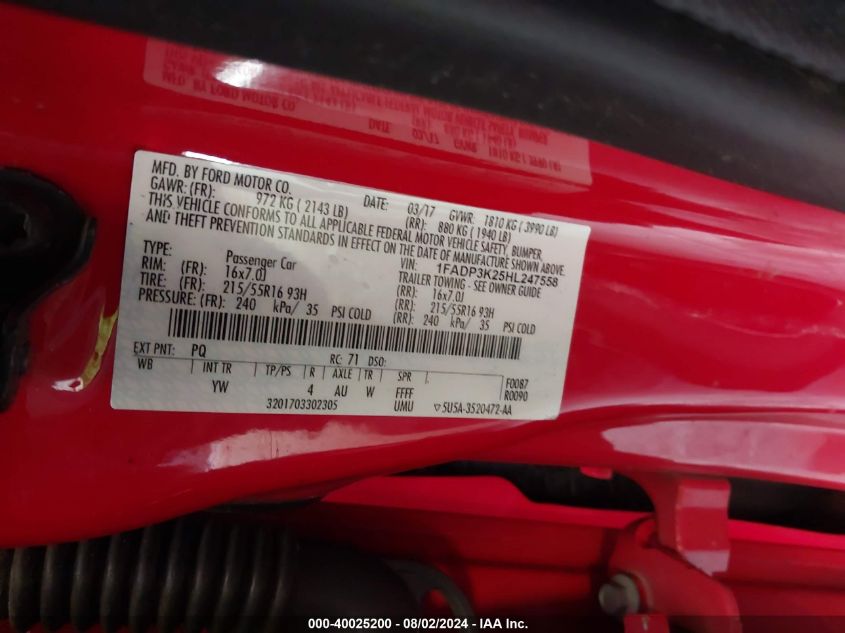 MFD. BY FORD MOTOR CO.
DATE: 03/17 GVWR: 1810 KG ( 3990 LB)
GAWR: (FR): 972 KG ( 2143 LB) (RR): 880 KG ( 1940 LB)
THIS VEHICLE CONFORMS TO ALL APPLICABLE FEDERAL MOTOR VEHICLE SAFETY, BUMPER,
AND THEFT PREVENTION STANDARDS IN EFFECT ON THE DATE OF MANUFACTURE SHOWN ABOVE.
VIN: 1FADP3K25HL247558
TYPE: Passenger Car TRAILER TOWING - SEE OWNER GUIDE
RIM: (FR): 16x7.0J (RR): 16x7.0J
TIRE: (FR): 215/55R16 93H (RR): 215/55R16 93H
PRESSURE: (FR): 240 kPa/ 35 PSI COLD (RR): 240 kPa/ 35 PSI COLD
EXT PNT: PQ RC: 71 DSO:
WB INT TR TP/PS R AXLE TR SPR F0087
YW 4 AU W FFFF R0090
3201703302305 UMU ▽5U5A-3520472-AA
000-40025200 - 08/02/2024 - IAA Inc.